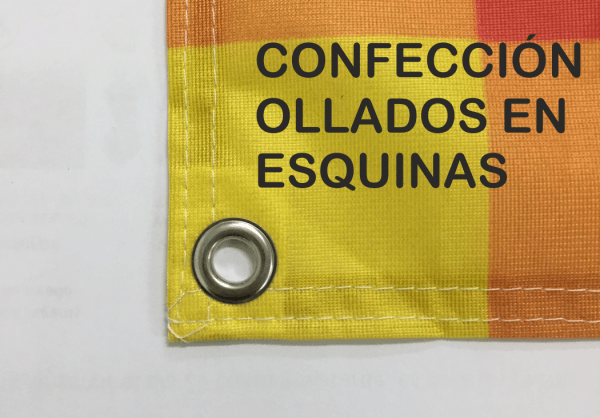 CONFECCIÓN
OLLADOS EN
ESQUINAS